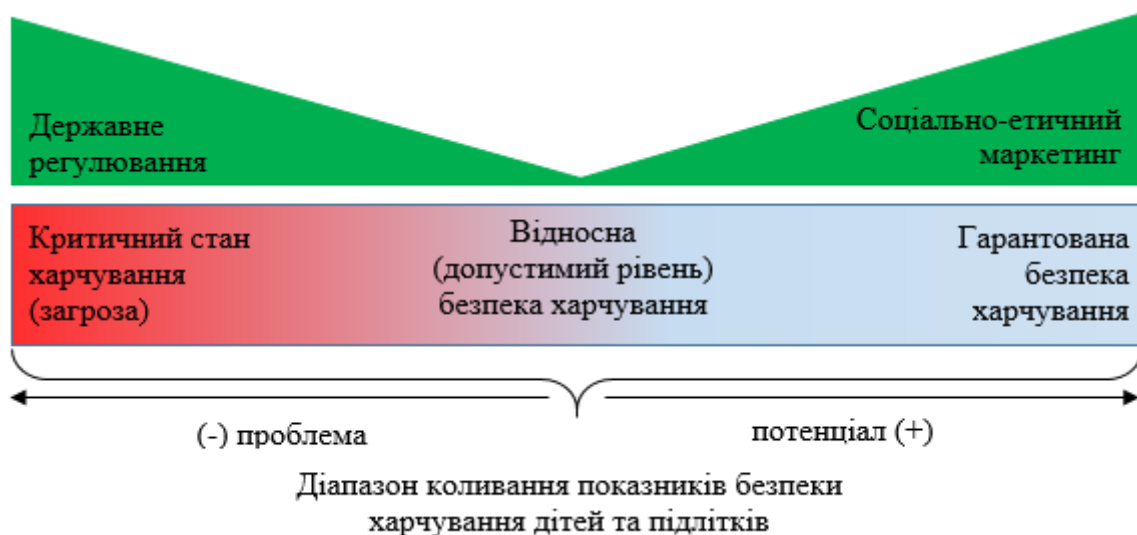 Державне
регулювання
Соціально-етичний
маркетинг
Критичний стан
харчування
(загроза)
Відносна
(допустимий рівень)
безпека харчування
Гарантована
безпека
харчування
(-) проблема
потенціал (+)
Діапазон коливання показників безпеки
харчування дітей та підлітків